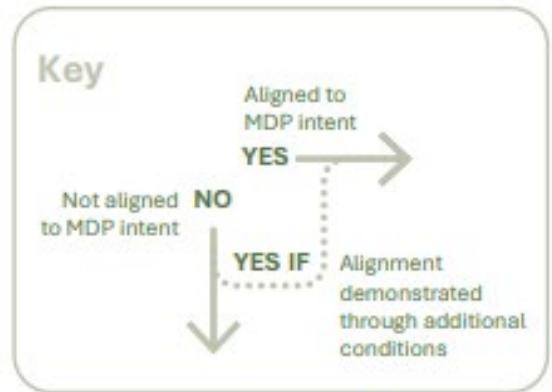 Key
Aligned to
MDP intent
YES
Not aligned NO
to MDP intent
YES IF
Alignment
demonstrated
through additional
conditions